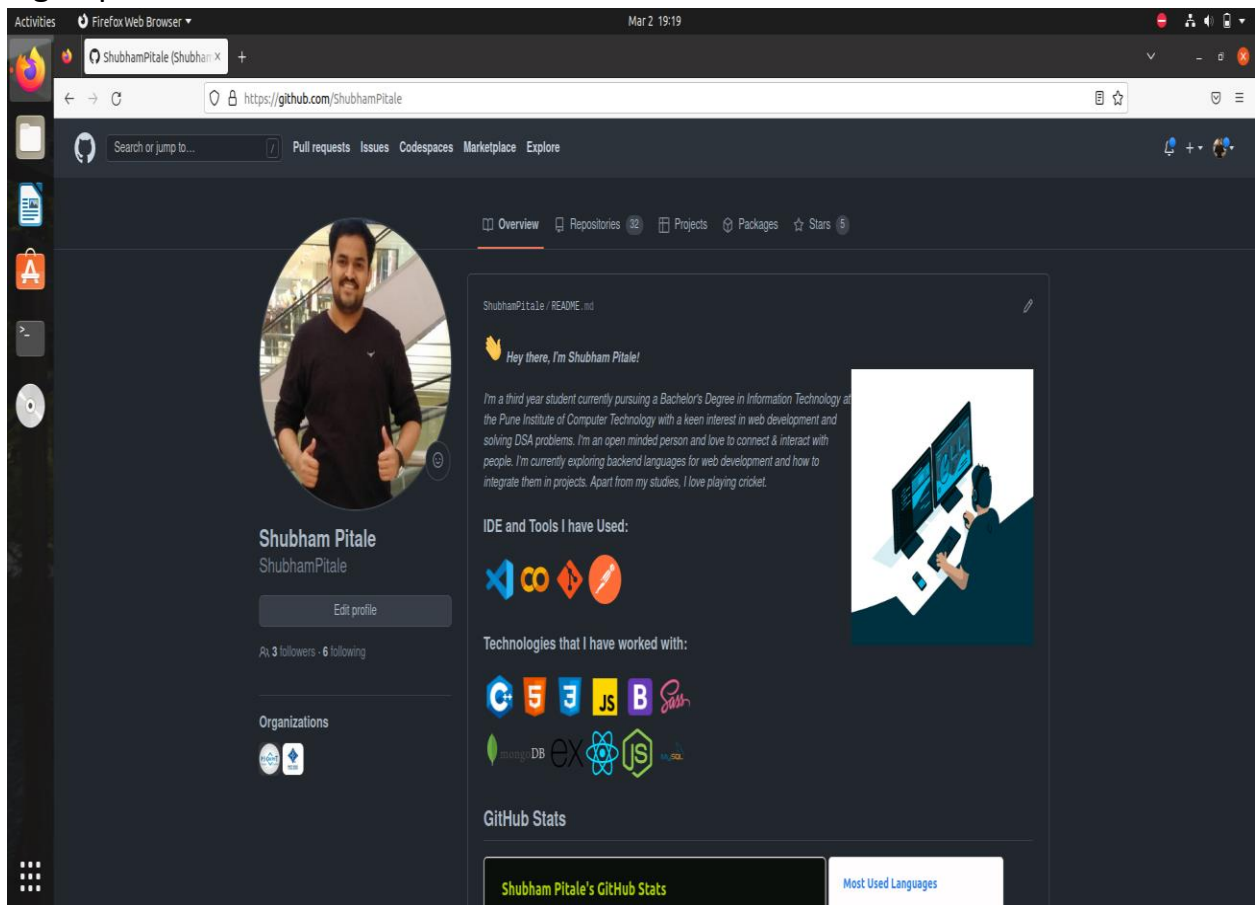 Activities
Firefox Web Browser
Mar 2 19:19
ShubhamPitale (Shubham
https://github.com/ShubhamPitale
Search or jump to...
/
Pull requests Issues Codespaces Marketplace Explore
Overview Repositories 32 Projects Packages Stars 5
ShubhamPitale / README.md
Hey there, I'm Shubham Pitale!
I'm a third year student currently pursuing a Bachelor's Degree in Information Technology at
the Pune Institute of Computer Technology with a keen interest in web development and
solving DSA problems. I'm an open minded person and love to connect & interact with
people. I'm currently exploring backend languages for web development and how to
integrate them in projects. Apart from my studies, I love playing cricket.
Shubham Pitale
ShubhamPitale
Edit profile
3 followers · 6 following
Organizations
IDE and Tools I have Used:
Technologies that I have worked with:
C++ 5 3 JS B Sass
mongoDB ex JS MySQL
GitHub Stats
Shubham Pitale's GitHub Stats
Most Used Languages